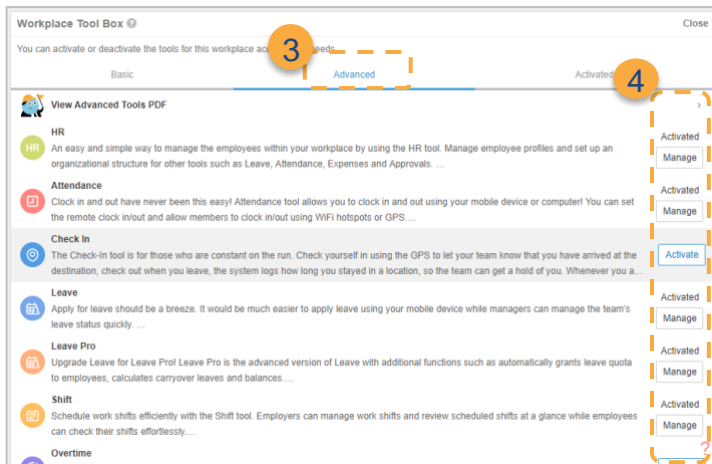 Workplace Tool Box
Close
You can activate or deactivate the tools for this workplace needs
3
Basic
Advanced
Activated
4
View Advanced Tools PDF
HR
HR
An easy and simple way to manage the employees within your workplace by using the HR tool. Manage employee profiles and set up an
organizational structure for other tools such as Leave, Attendance, Expenses and Approvals. ...
Activated
Manage
Attendance
Clock in and out have never been this easy! Attendance tool allows you to clock in and out using your mobile device or computer! You can set
the remote clock in/out and allow members to clock in/out using WiFi hotspots or GPS....
Activated
Manage
Check In
The Check-In tool is for those who are constant on the run. Check yourself in using the GPS to let your team know that you have arrived at the
destination, check out when you leave, the system logs how long you stayed in a location, so the team can get a hold of you. Whenever you a...
Activate
Leave
Apply for leave should be a breeze. It would be much easier to apply leave using your mobile device while managers can manage the team's
leave status quickly. ...
Activated
Manage
Leave Pro
Upgrade Leave for Leave Pro! Leave Pro is the advanced version of Leave with additional functions such as automatically grants leave quota
to employees, calculates carryover leaves and balances....
Activated
Manage
Shift
Schedule work shifts efficiently with the Shift tool. Employers can manage work shifts and review scheduled shifts at a glance while employees
can check their shifts effortlessly....
Activated
Manage
?
Overtime